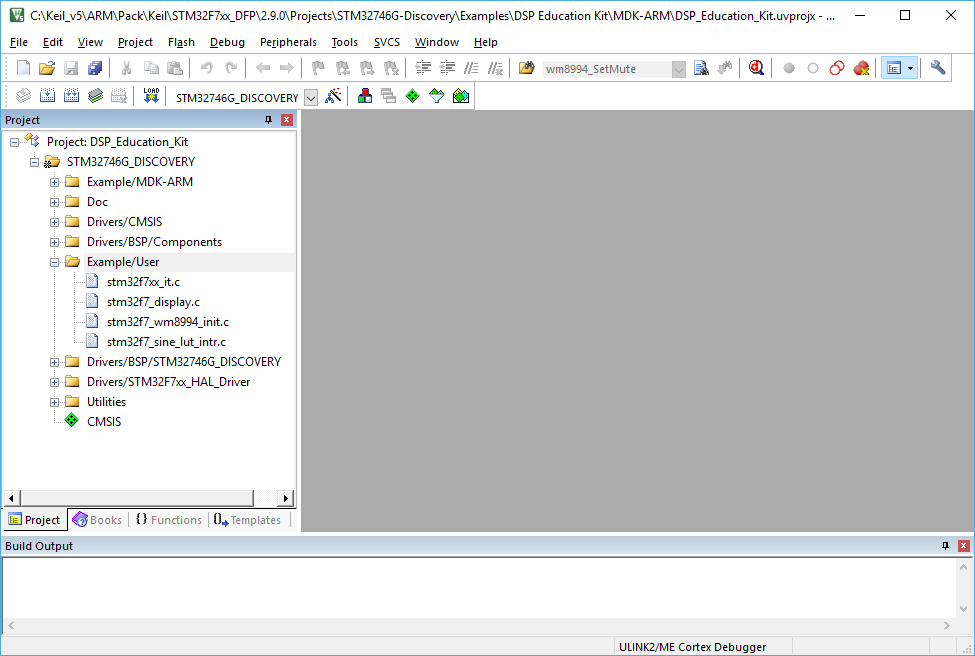 C:\Keil_v5\ARM\Pack\Keil\STM32F7xx_DFP\2.9.0\Projects\STM32746G-Discovery\Examples\DSP Education Kit\MDK-ARM\DSP_Education_Kit.uvprojx - ...
File Edit View Project Flash Debug Peripherals Tools SVCS Window Help
wm8994_SetMute
LOAD STM32746G_DISCOVERY
Project
Project: DSP_Education_Kit
STM32746G_DISCOVERY
Example/MDK-ARM
Doc
Drivers/CMSIS
Drivers/BSP/Components
Example/User
stm32f7xx_it.c
stm32f7_display.c
stm32f7_wm8994_init.c
stm32f7_sine_lut_intr.c
Drivers/BSP/STM32746G_DISCOVERY
Drivers/STM32F7xx_HAL_Driver
Utilities
CMSIS
Project Books {} Functions Templates
Build Output
ULINK2/ME Cortex Debugger